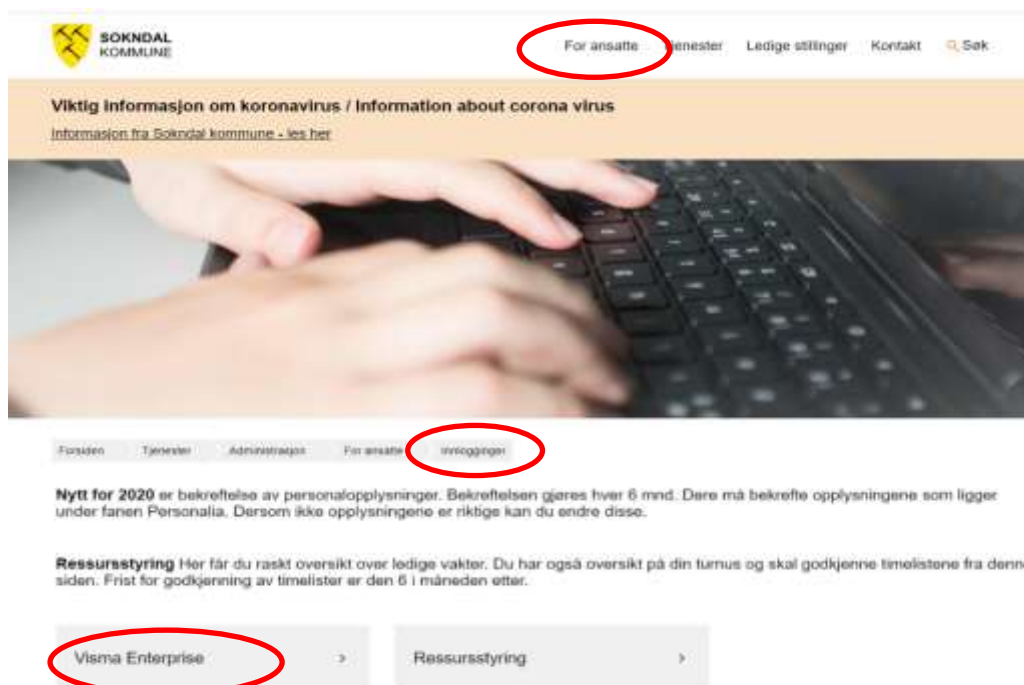 SOKNDAL
KOMMUNE
For ansatte Tjenester Ledige stillinger Kontakt Søk
Viktig informasjon om koronavirus / Information about corona virus
Informasjon fra Sokndal kommune - les her
Forsiden Tjenester Administrasjon For ansatte Innlogginger
Nytt for 2020 er bekreftelse av personalopplysninger. Bekreftelsen gjøres hver 6 mnd. Dere må bekrefte opplysningene som ligger
under fanen Personalia. Dersom ikke opplysningene er riktige kan du endre disse.
Ressursstyring Her får du raskt oversikt over ledige vakter. Du har også oversikt på din turnus og skal godkjenne timelistene fra denn
siden. Frist for godkjenning av timelister er den 6 i måneden etter.
Visma Enterprise > Ressursstyring >